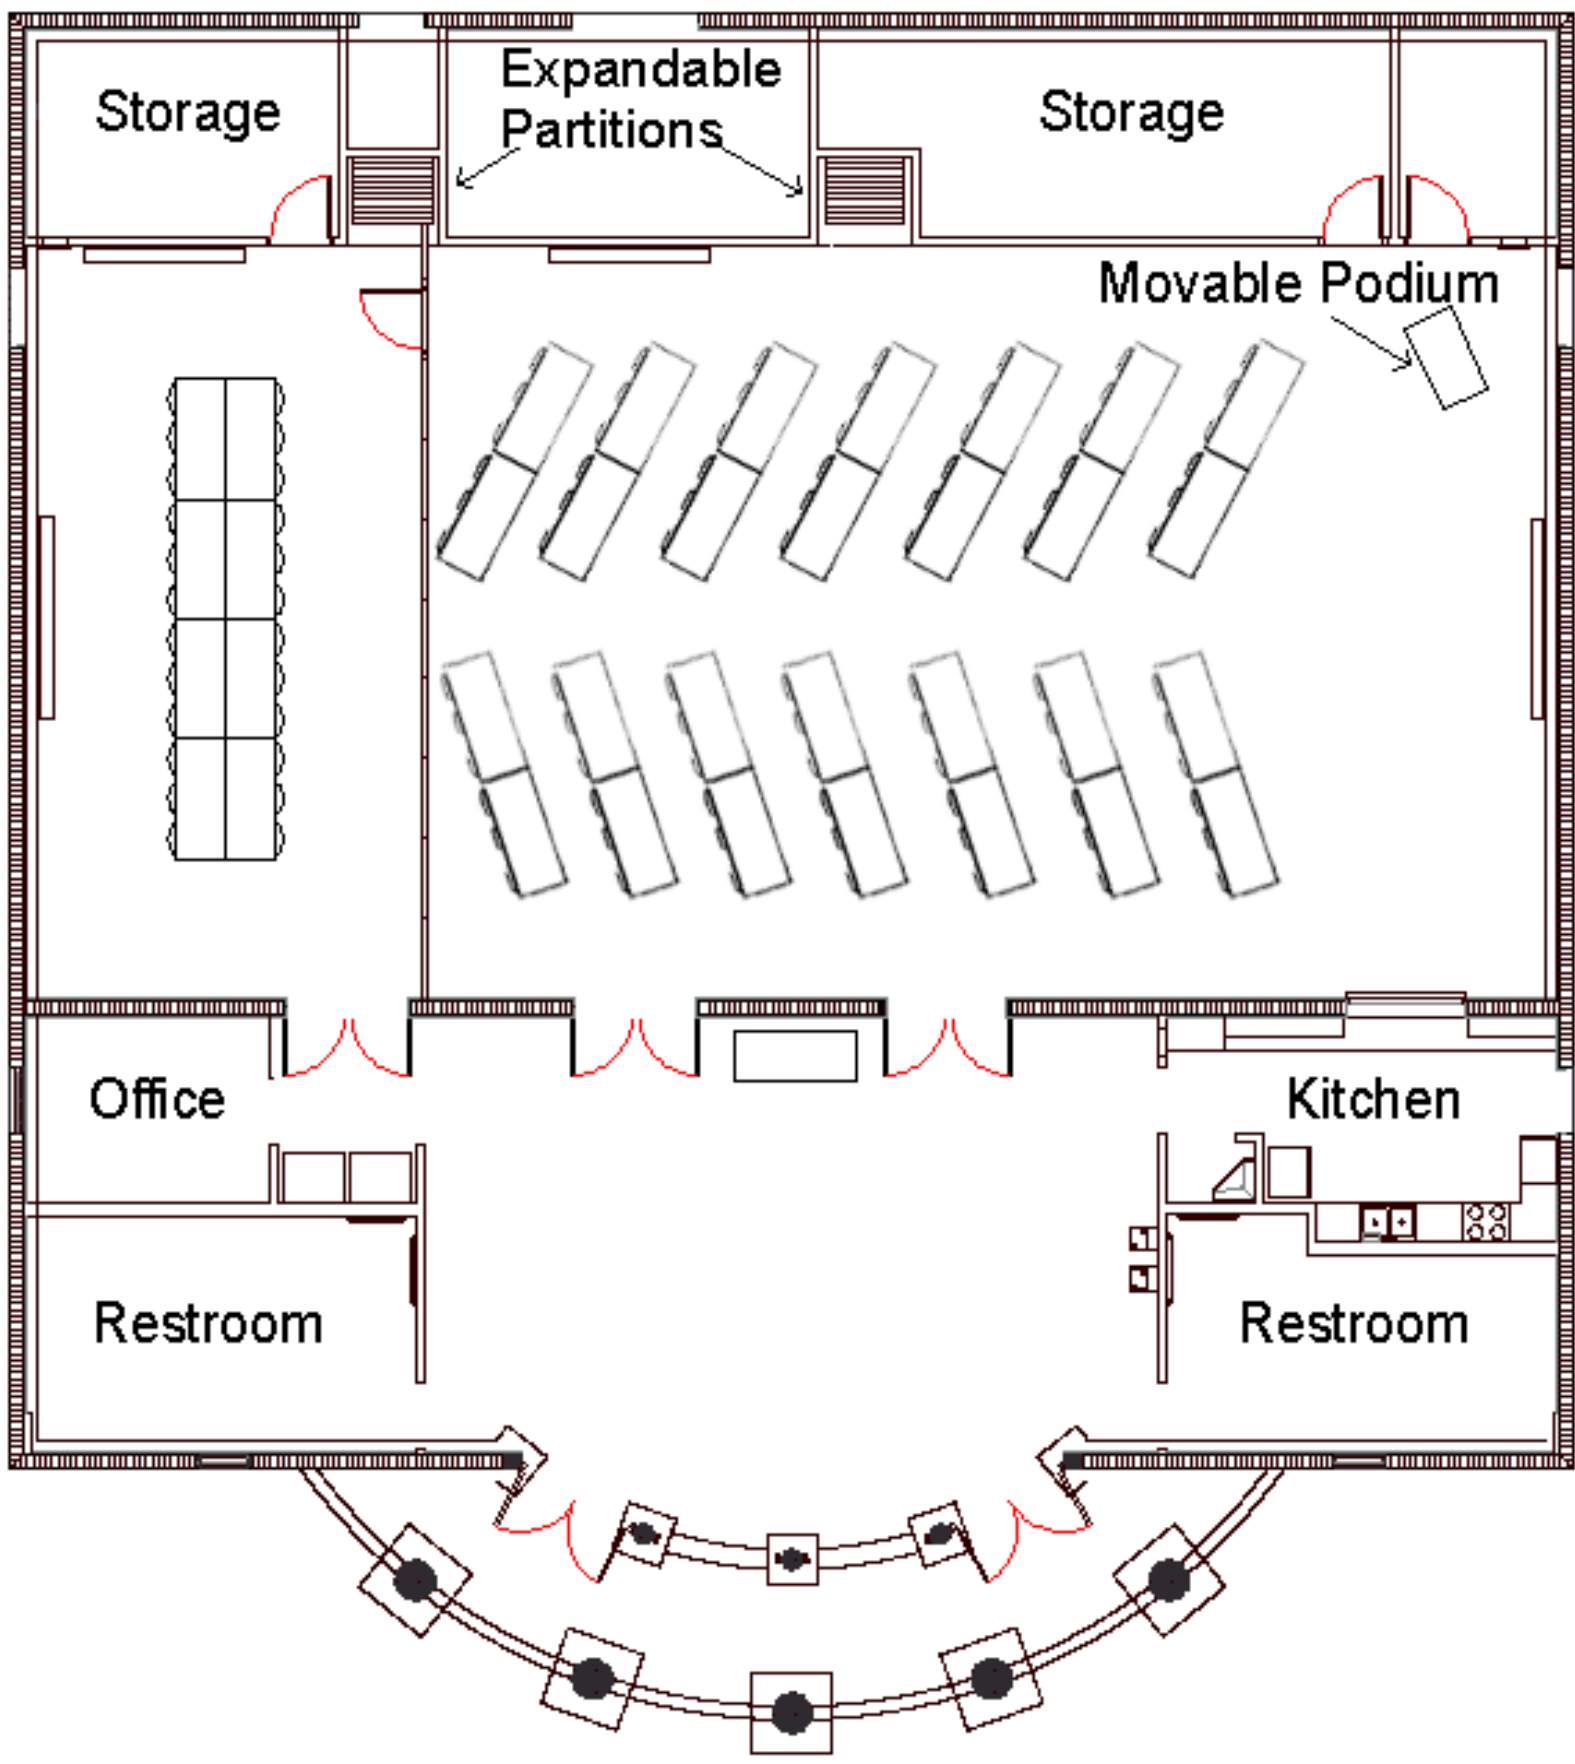 Expandable
Partitions
Storage
Storage
Movable Podium
Office
Kitchen
Restroom
Restroom